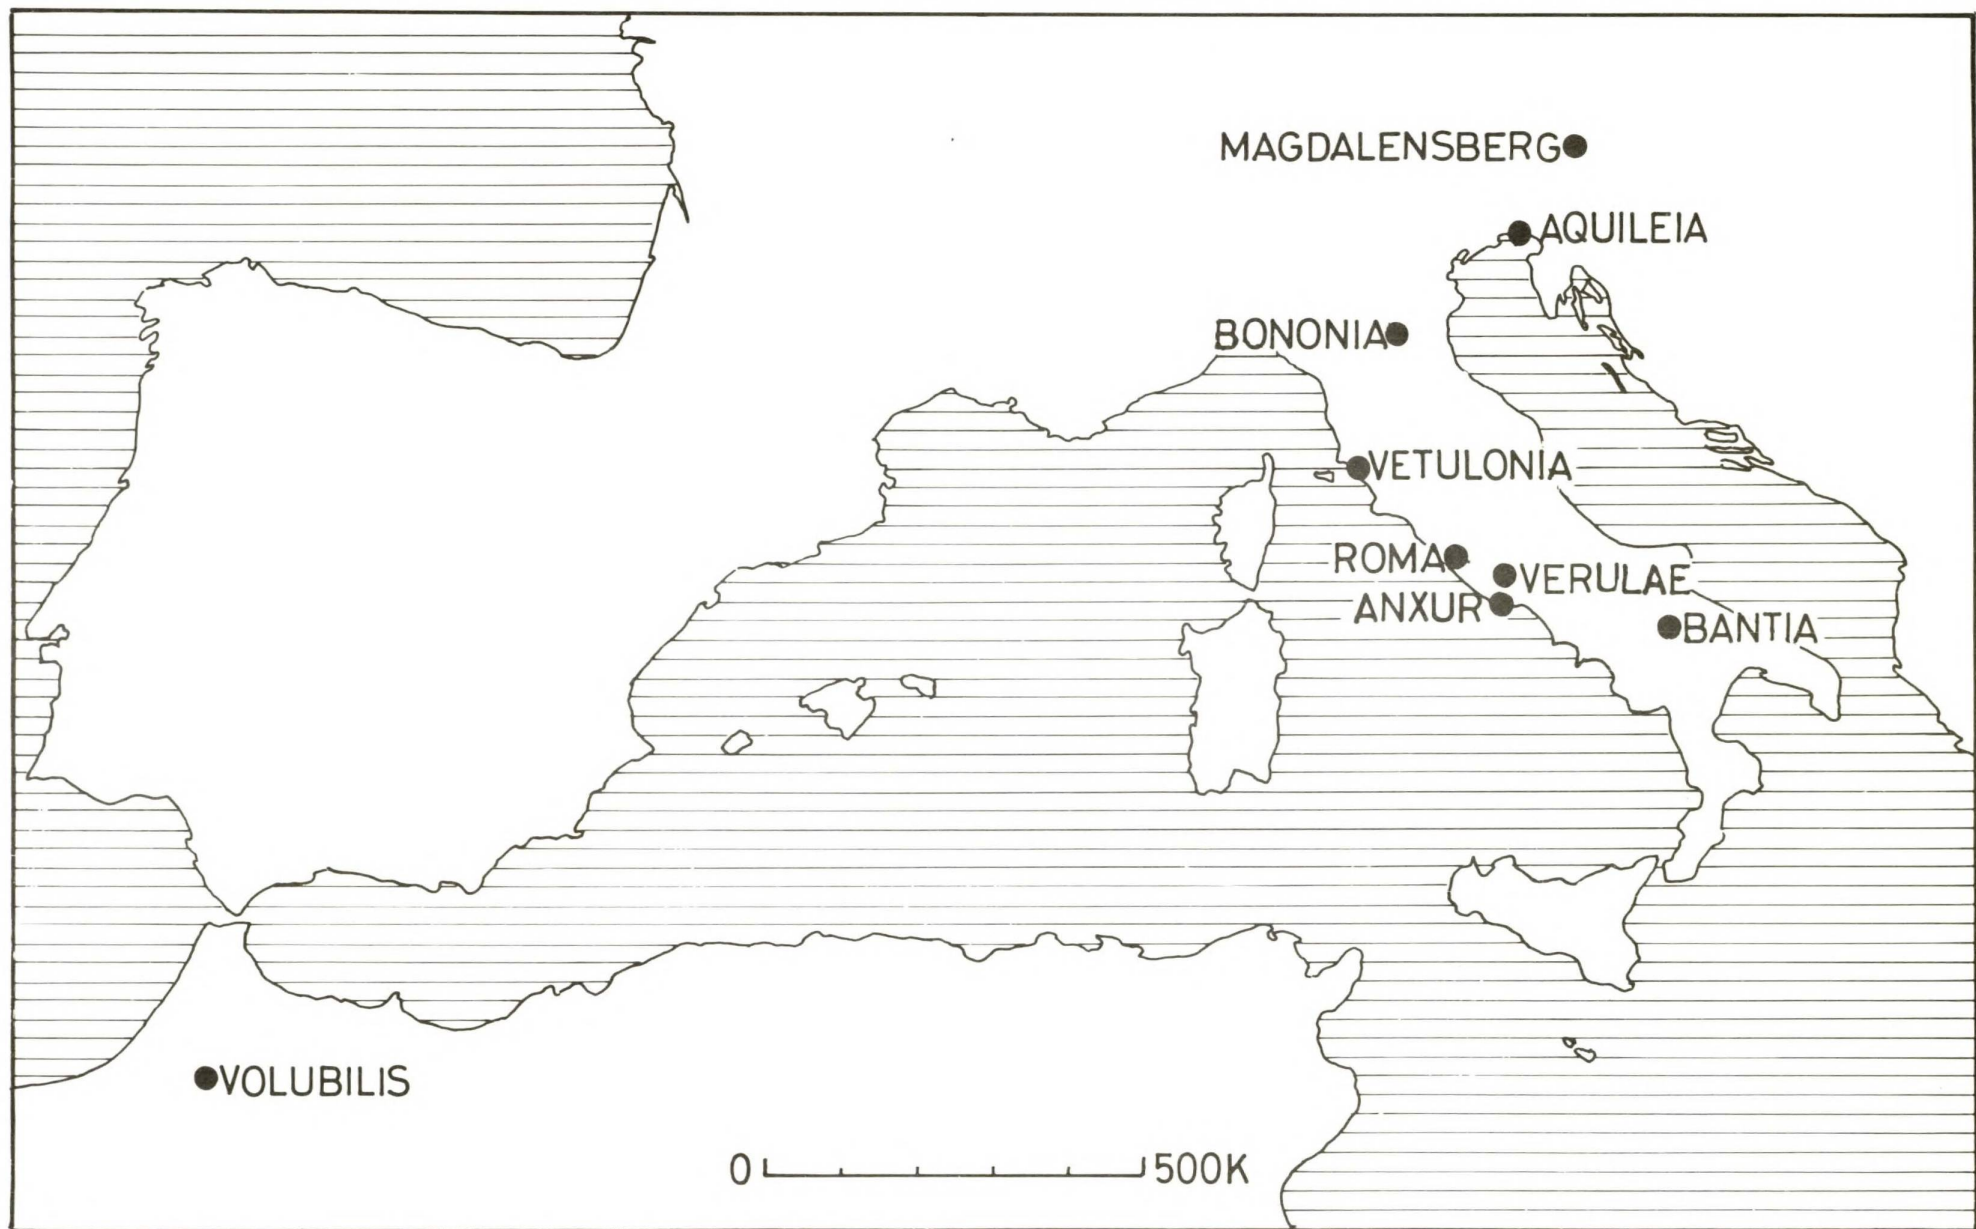 MAGDALENSBERG
AQUILEIA
BONONIA
VETULONIA
ROMA
VERULAE
ANXUR
BANTIA
VOLUBILIS
0 500K